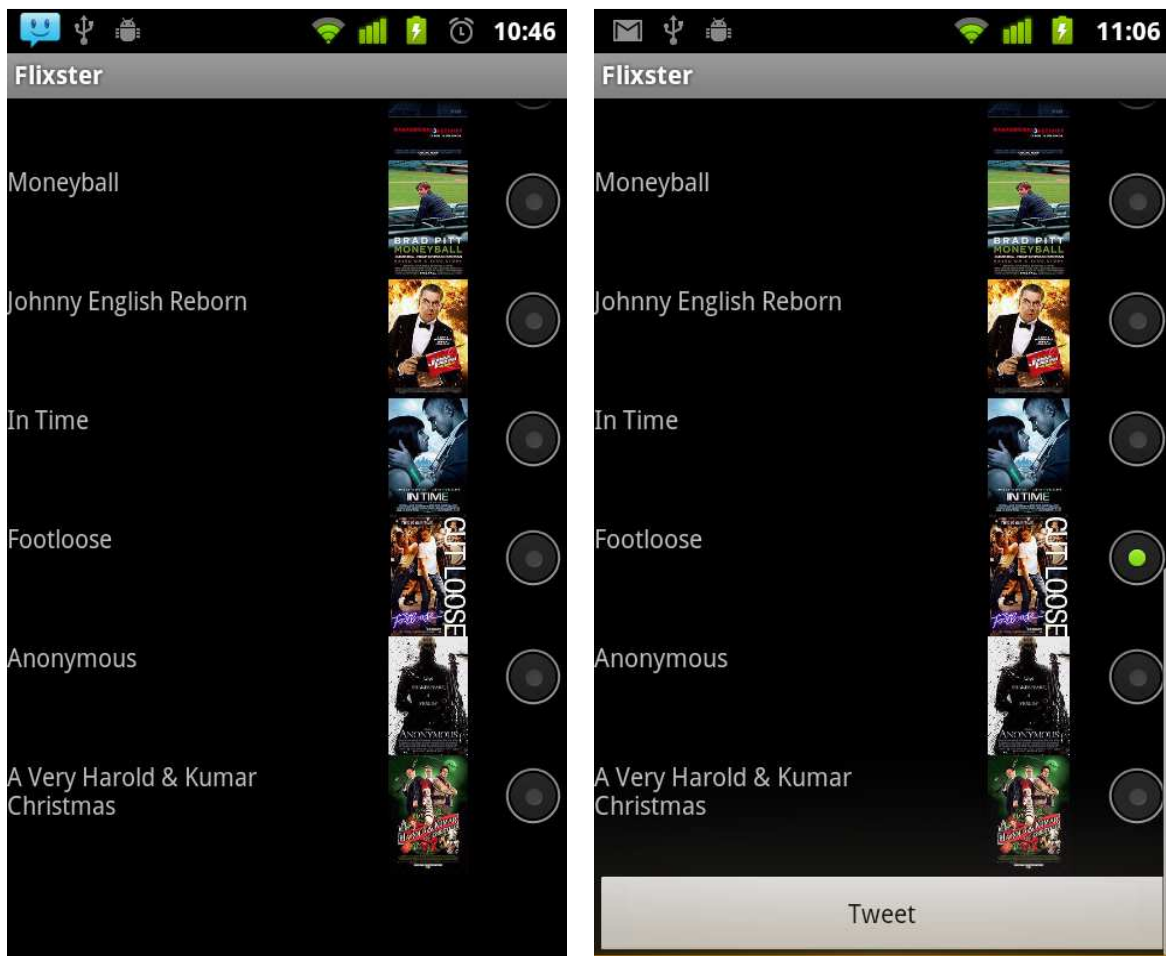 10:46
Flixster
Moneyball
BRAD PITT
MONEYBALL
Johnny English Reborn
In Time
IN TIME
Footloose
CUT LOOSE
Footloose
Anonymous
ANONYMOUS
A Very Harold & Kumar
Christmas
11:06
Flixster
Moneyball
BRAD PITT
MONEYBALL
Johnny English Reborn
In Time
IN TIME
Footloose
CUT LOOSE
Footloose
Anonymous
ANONYMOUS
A Very Harold & Kumar
Christmas
Tweet